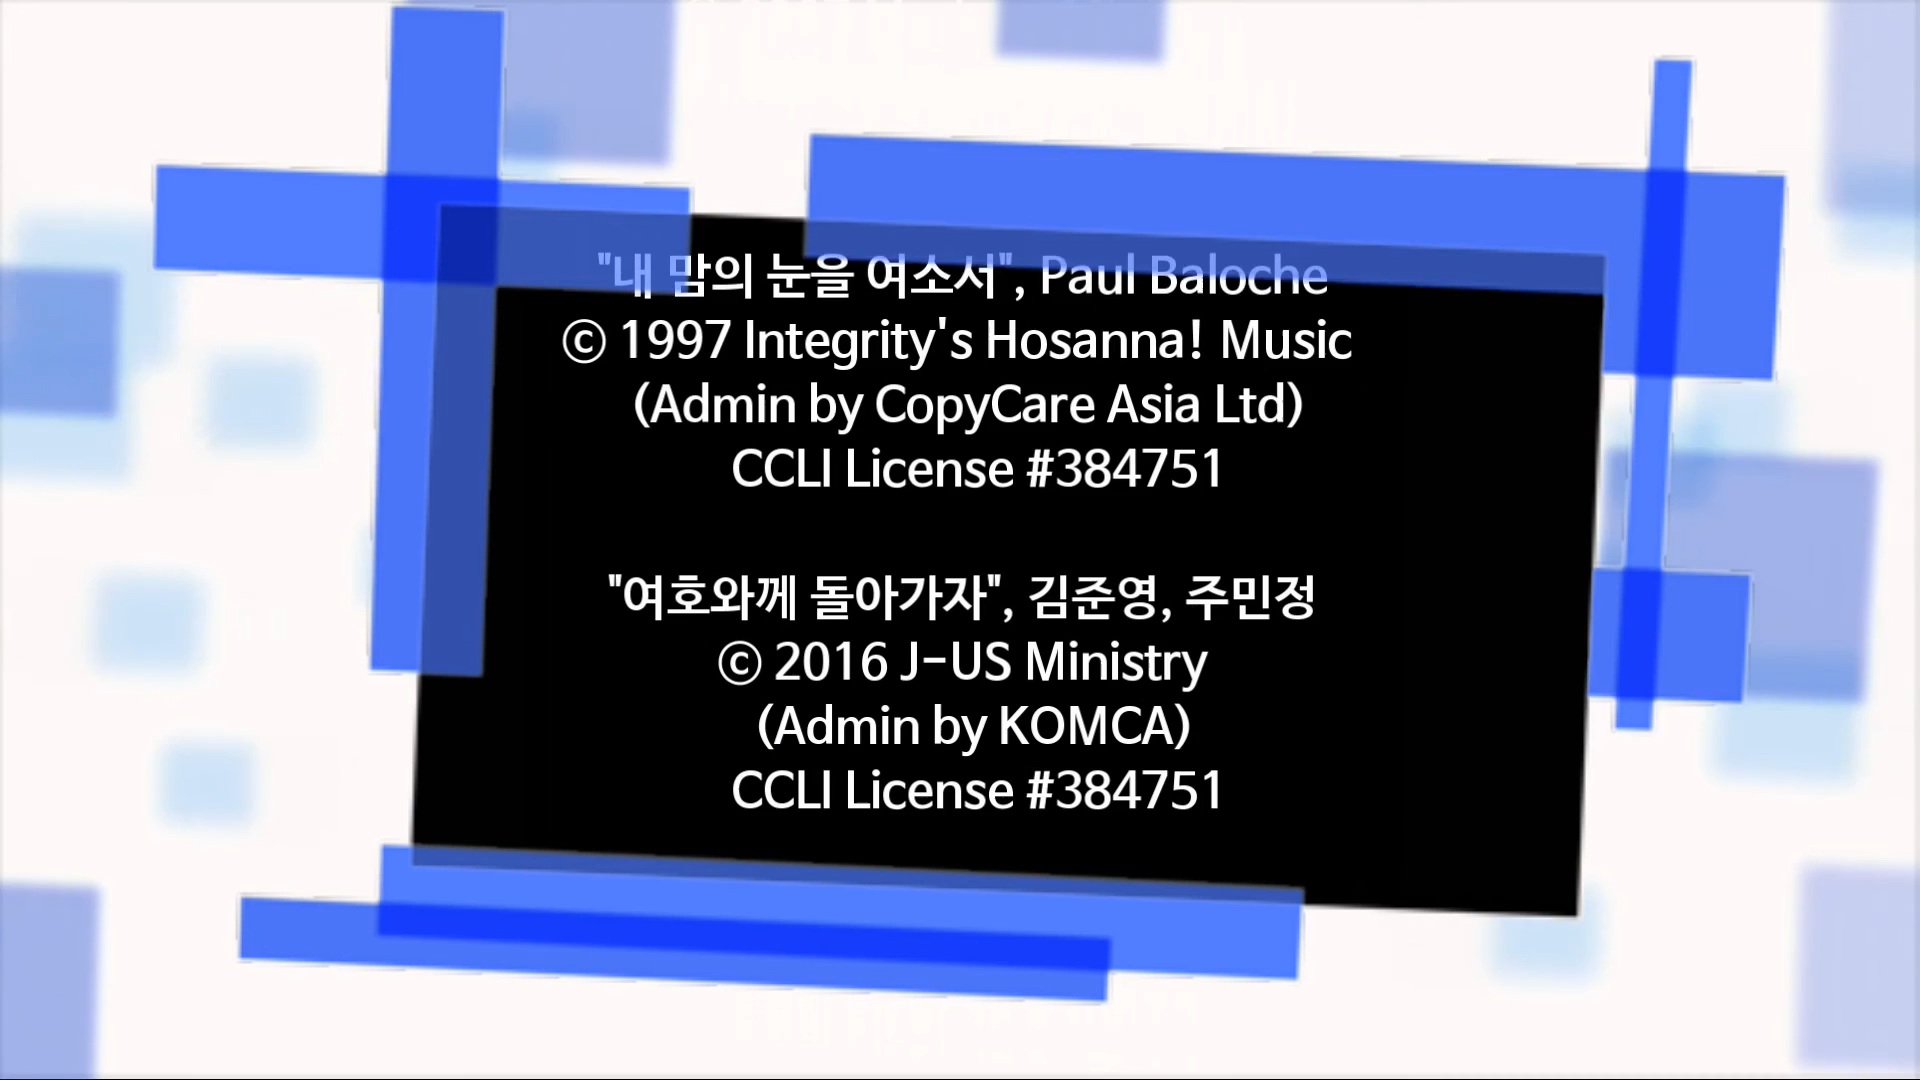 "내 맘의 눈을 여소서", Paul Baloche
© 1997 Integrity's Hosanna! Music
(Admin by CopyCare Asia Ltd)
CCLI License #384751
"여호와께 돌아가자", 김준영, 주민정
© 2016 J-US Ministry
(Admin by KOMCA)
CCLI License #384751